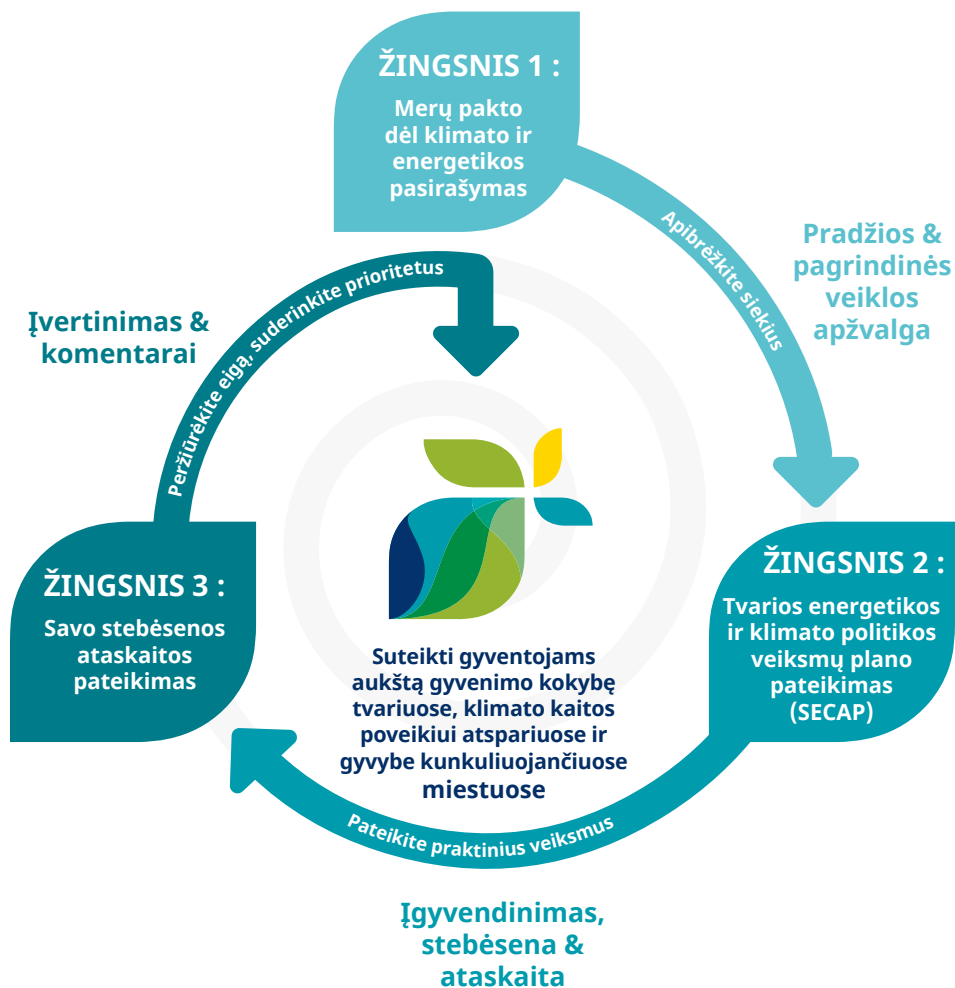 ŽINGSNIS 1 :
Merų pakto
dėl klimato ir
energetikos
pasirašymas
Apibrėžkite siekius
Pradžios &
pagrindinės
veiklos
apžvalga
ŽINGSNIS 2 :
Tvarios energetikos
ir klimato politikos
veiksmų plano
pateikimas
(SECAP)
Pateikite praktinius veiksmus
Įgyvendinimas,
stebėsena &
ataskaita
ŽINGSNIS 3 :
Savo stebėsenos
ataskaitos
pateikimas
Peržiūrėkite eigą, suderinkite prioritetus
Įvertinimas &
komentarai
Suteikti gyventojams
aukštą gyvenimo kokybę
tvariuose, klimato kaitos
poveikiui atspariuose ir
gyvybe kunkuliuojančiuose
miestuose